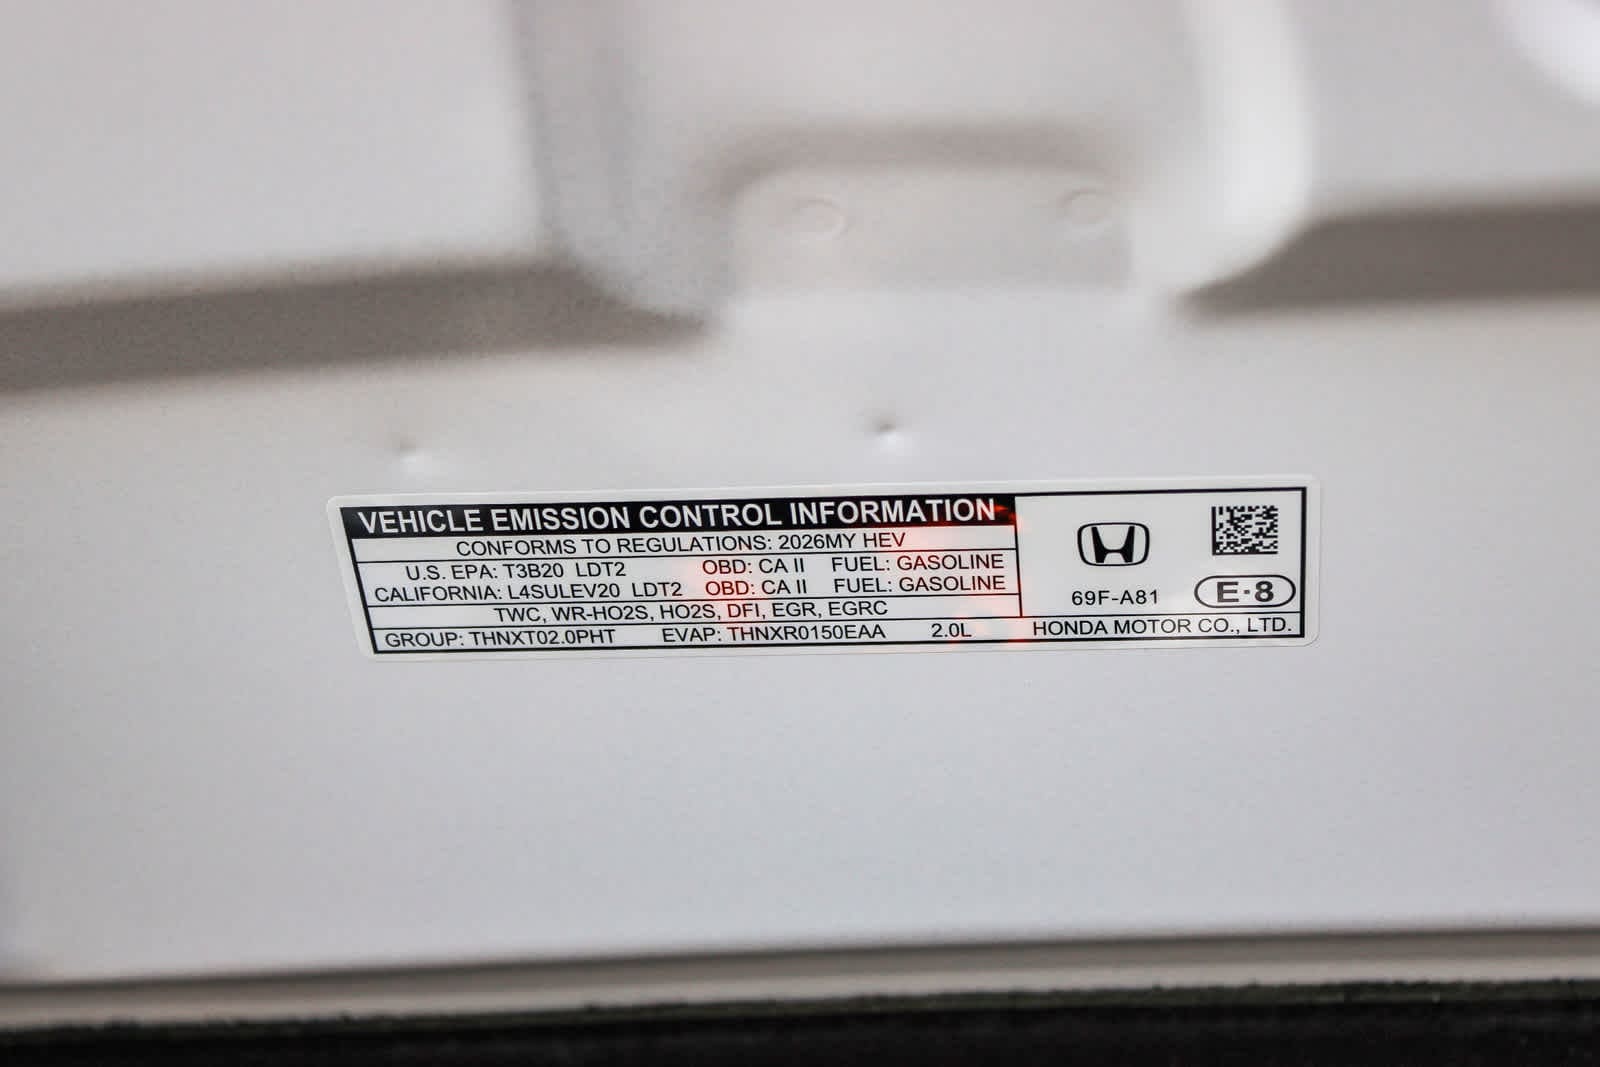 VEHICLE EMISSION CONTROL INFORMATION
CONFORMS TO REGULATIONS: 2026MY HEV
U.S. EPA: T3B20 LDT2 OBD: CA II FUEL: GASOLINE
CALIFORNIA: L4SULEV20 LDT2 OBD: CA II FUEL: GASOLINE
TWC, WR-HO2S, HO2S, DFI, EGR, EGRC
GROUP: THNXT02.0PHT EVAP: THNXR0150EAA 2.0L
69F-A81
E-8
HONDA MOTOR CO., LTD.